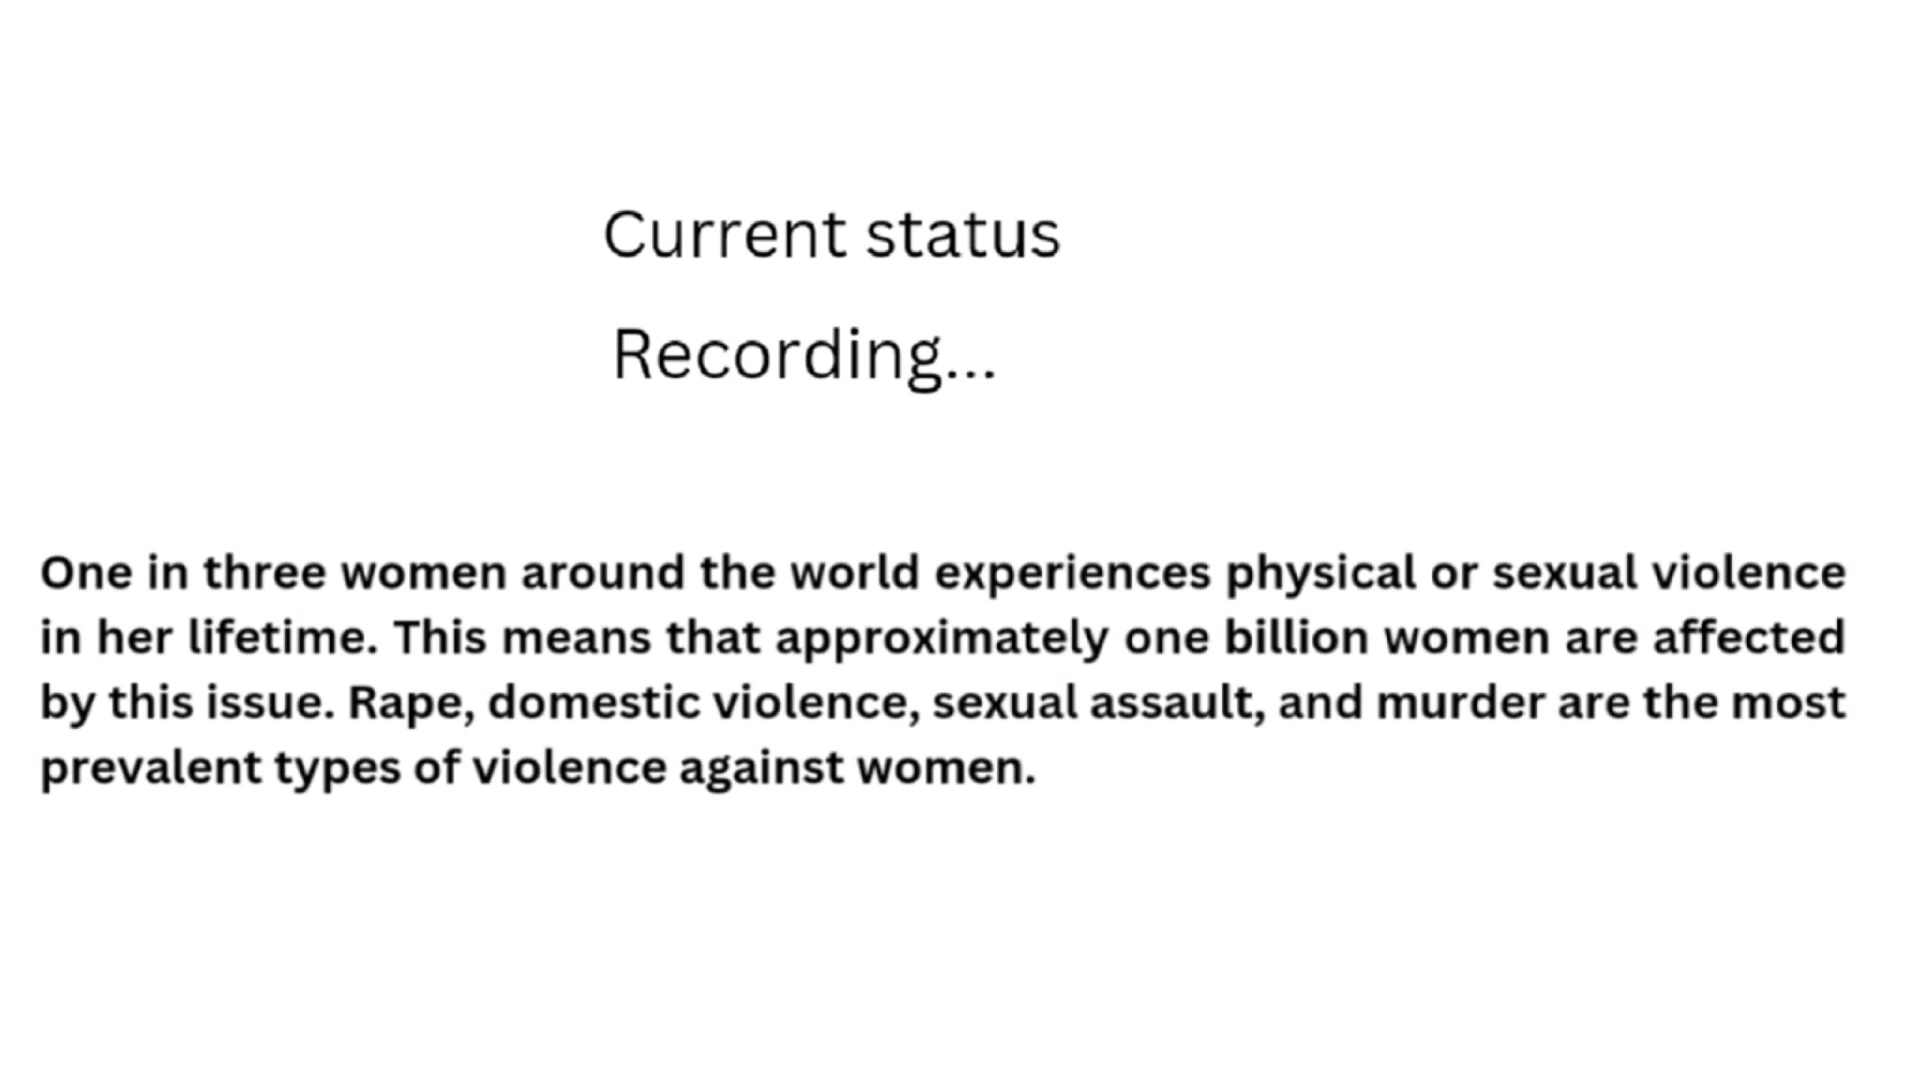 Current status
Recording...
One in three women around the world experiences physical or sexual violence
in her lifetime. This means that approximately one billion women are affected
by this issue. Rape, domestic violence, sexual assault, and murder are the most
prevalent types of violence against women.